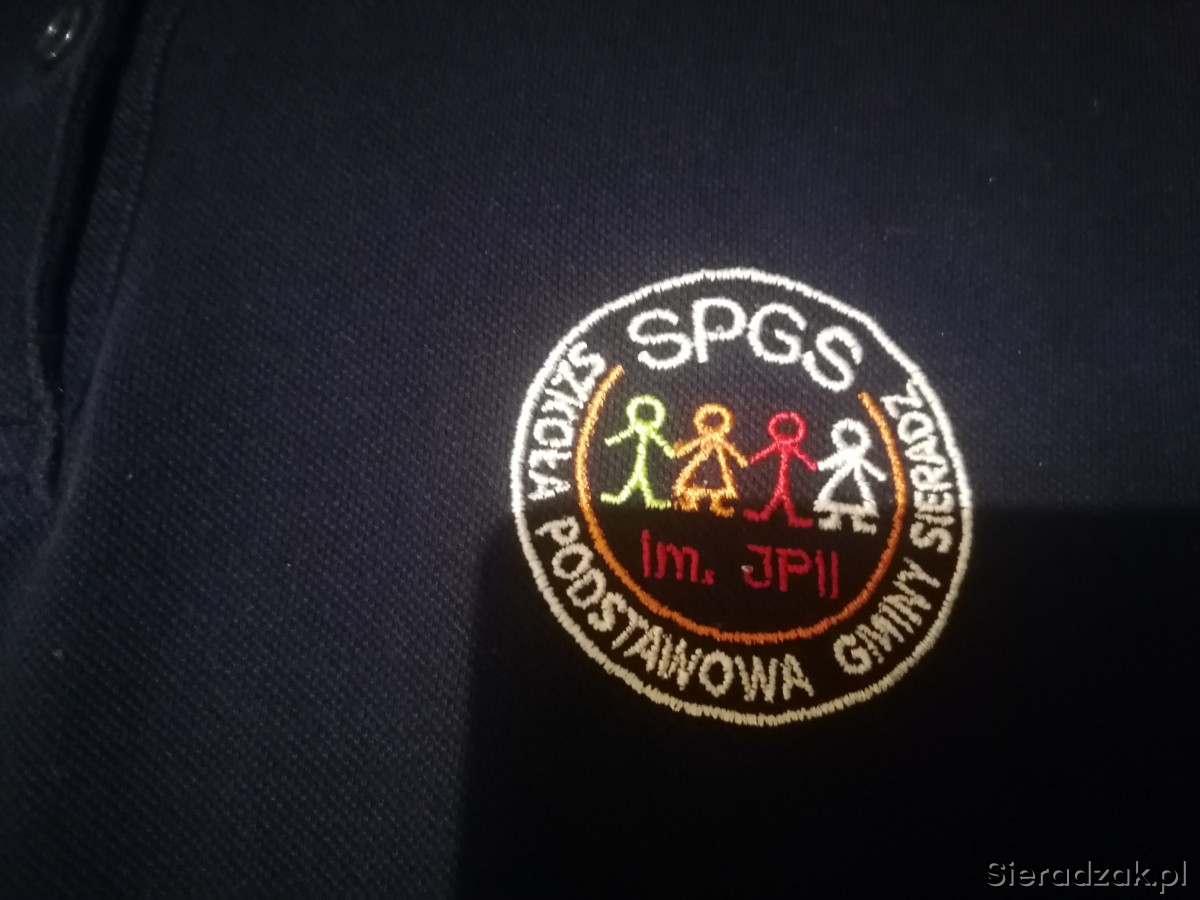 SPGS
SZKOŁA PODSTAWOWA GMINY SIERADZ
im. JPII
Sieradzak.pl